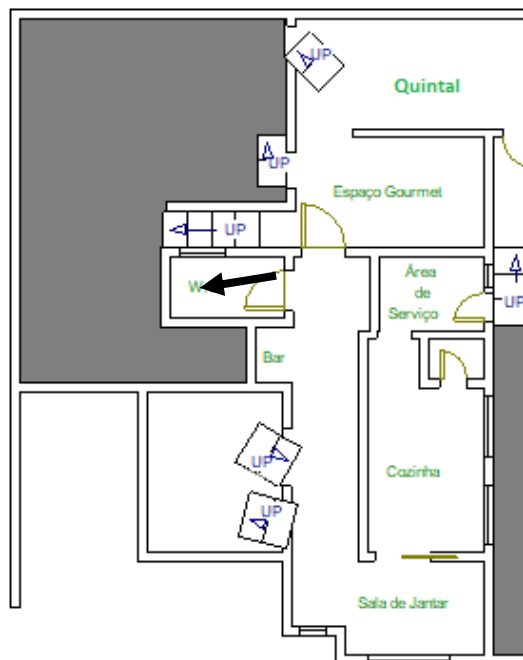 UP
Quintal
UP
Espaço Gourmet
UP
Área
de
Serviço
UP
Bar
UP
Cozinha
UP
Sala de Jantar